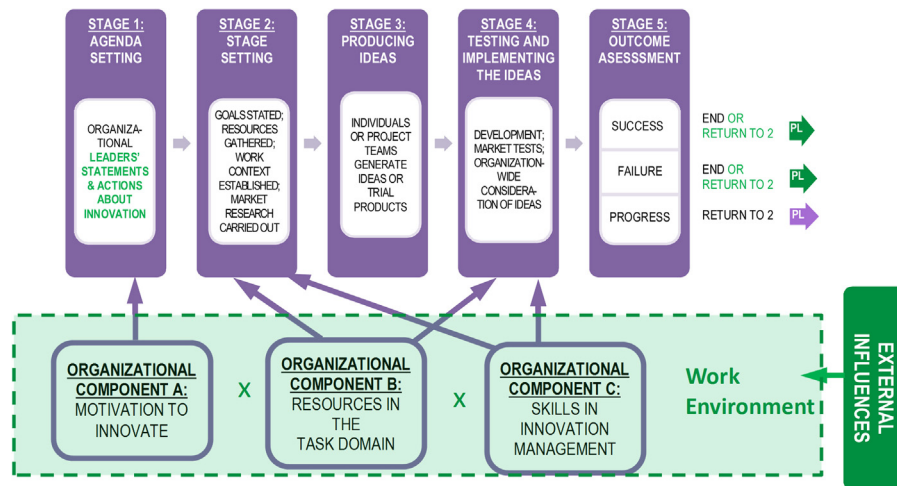 STAGE 1:
AGENDA
SETTING
ORGANIZA-
TIONAL
LEADERS'
STATEMENTS
& ACTIONS
ABOUT
INNOVATION
STAGE 2:
STAGE
SETTING
GOALS STATED;
RESOURCES
GATHERED;
WORK
CONTEXT
ESTABLISHED;
MARKET
RESEARCH
CARRIED OUT
STAGE 3:
PRODUCING
IDEAS
INDIVIDUALS
OR PROJECT
TEAMS
GENERATE
IDEAS OR
TRIAL
PRODUCTS
STAGE 4:
TESTING AND
IMPLEMENTING
THE IDEAS
DEVELOPMENT;
MARKET TESTS;
ORGANIZATION-
WIDE
CONSIDERA-
TION OF IDEAS
STAGE 5:
OUTCOME
ASESSSMENT
SUCCESS
FAILURE
PROGRESS
END OR
RETURN TO 2
PL
END OR
RETURN TO 2
PL
RETURN TO 2
PL
ORGANIZATIONAL
COMPONENT A:
MOTIVATION TO
INNOVATE
X
ORGANIZATIONAL
COMPONENT B:
RESOURCES IN
THE
TASK DOMAIN
X
ORGANIZATIONAL
COMPONENT C:
SKILLS IN
INNOVATION
MANAGEMENT
Work
Environment
EXTERNAL
INFLUENCES